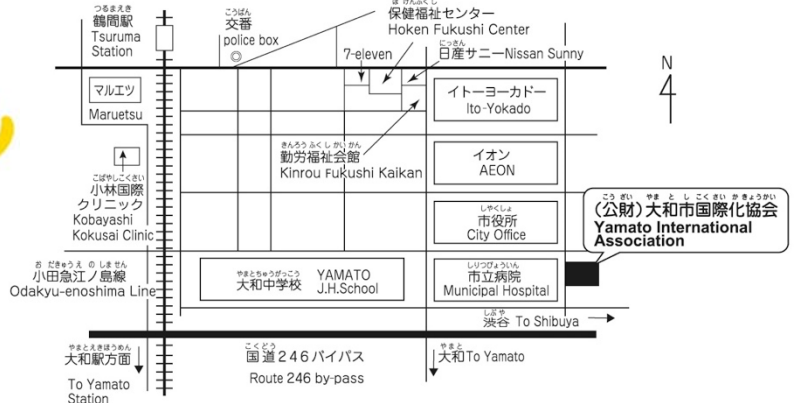 つるまえき
鶴間駅
Tsuruma
Station
こうばん
交番
police box
ほけんふくし
保健福祉センター
Hoken Fukushi Center
7-eleven
にっさん
日産サニーNissan Sunny
N
マルエツ
Maruetsu
イトーヨーカドー
Ito-Yokado
きんろうふくしかいかん
勤労福祉会館
Kinrou Fukushi Kaikan
イオン
AEON
こばやしこくさい
小林国際
クリニック
Kobayashi
Kokusai Clinic
しやくしょ
市役所
City Office
こうざい やまとしこくさいかきょうかい
(公財)大和市国際化協会
Yamato International
Association
おだきゅうえのしません
小田急江ノ島線
Odakyu-enoshima Line
やまとちゅうがっこう
大和中学校 YAMATO
J.H.School
しりつびょういん
市立病院
Municipal Hospital
しぶや
渋谷 To Shibuya
やまとえきほうめん
大和駅方面
To Yamato
Station
こくどう
国道246バイパス
Route 246 by-pass
やまと
大和To Yamato